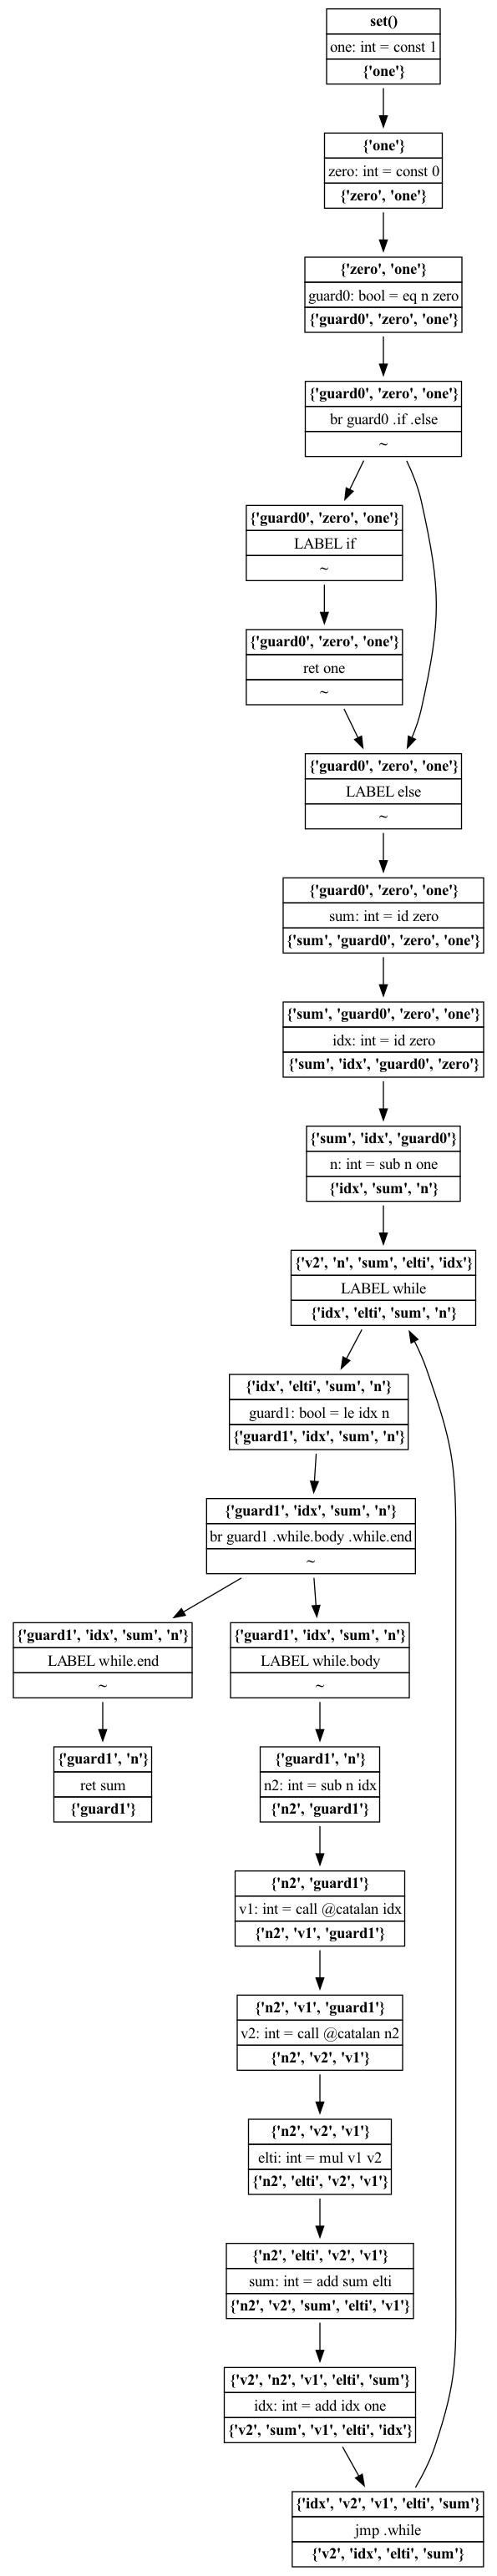 set()
one: int = const 1
{'one'}
{'one'}
zero: int = const 0
{'zero', 'one'}
{'zero', 'one'}
guard0: bool = eq n zero
{'guard0', 'zero', 'one'}
{'guard0', 'zero', 'one'}
br guard0 .if .else
~
{'guard0', 'zero', 'one'}
LABEL if
~
{'guard0', 'zero', 'one'}
ret one
~
{'guard0', 'zero', 'one'}
LABEL else
~
{'guard0', 'zero', 'one'}
sum: int = id zero
{'sum', 'guard0', 'zero', 'one'}
{'sum', 'guard0', 'zero', 'one'}
idx: int = id zero
{'sum', 'idx', 'guard0', 'zero'}
{'sum', 'idx', 'guard0'}
n: int = sub n one
{'idx', 'sum', 'n'}
{'v2', 'n', 'sum', 'elti', 'idx'}
LABEL while
{'idx', 'elti', 'sum', 'n'}
{'idx', 'elti', 'sum', 'n'}
guard1: bool = le idx n
{'guard1', 'idx', 'sum', 'n'}
{'guard1', 'idx', 'sum', 'n'}
br guard1 .while.body .while.end
~
{'guard1', 'idx', 'sum', 'n'}
LABEL while.end
~
{'guard1', 'idx', 'sum', 'n'}
LABEL while.body
~
{'guard1', 'n'}
ret sum
{'guard1'}
{'guard1', 'n'}
n2: int = sub n idx
{'n2', 'guard1'}
{'n2', 'guard1'}
v1: int = call @catalan idx
{'n2', 'v1', 'guard1'}
{'n2', 'v1', 'guard1'}
v2: int = call @catalan n2
{'n2', 'v2', 'v1'}
{'n2', 'v2', 'v1'}
elti: int = mul v1 v2
{'n2', 'elti', 'v2', 'v1'}
{'n2', 'elti', 'v2', 'v1'}
sum: int = add sum elti
{'n2', 'v2', 'sum', 'elti', 'v1'}
{'v2', 'n2', 'v1', 'elti', 'sum'}
idx: int = add idx one
{'v2', 'sum', 'v1', 'elti', 'idx'}
{'idx', 'v2', 'v1', 'elti', 'sum'}
jmp .while
{'v2', 'idx', 'elti', 'sum'}